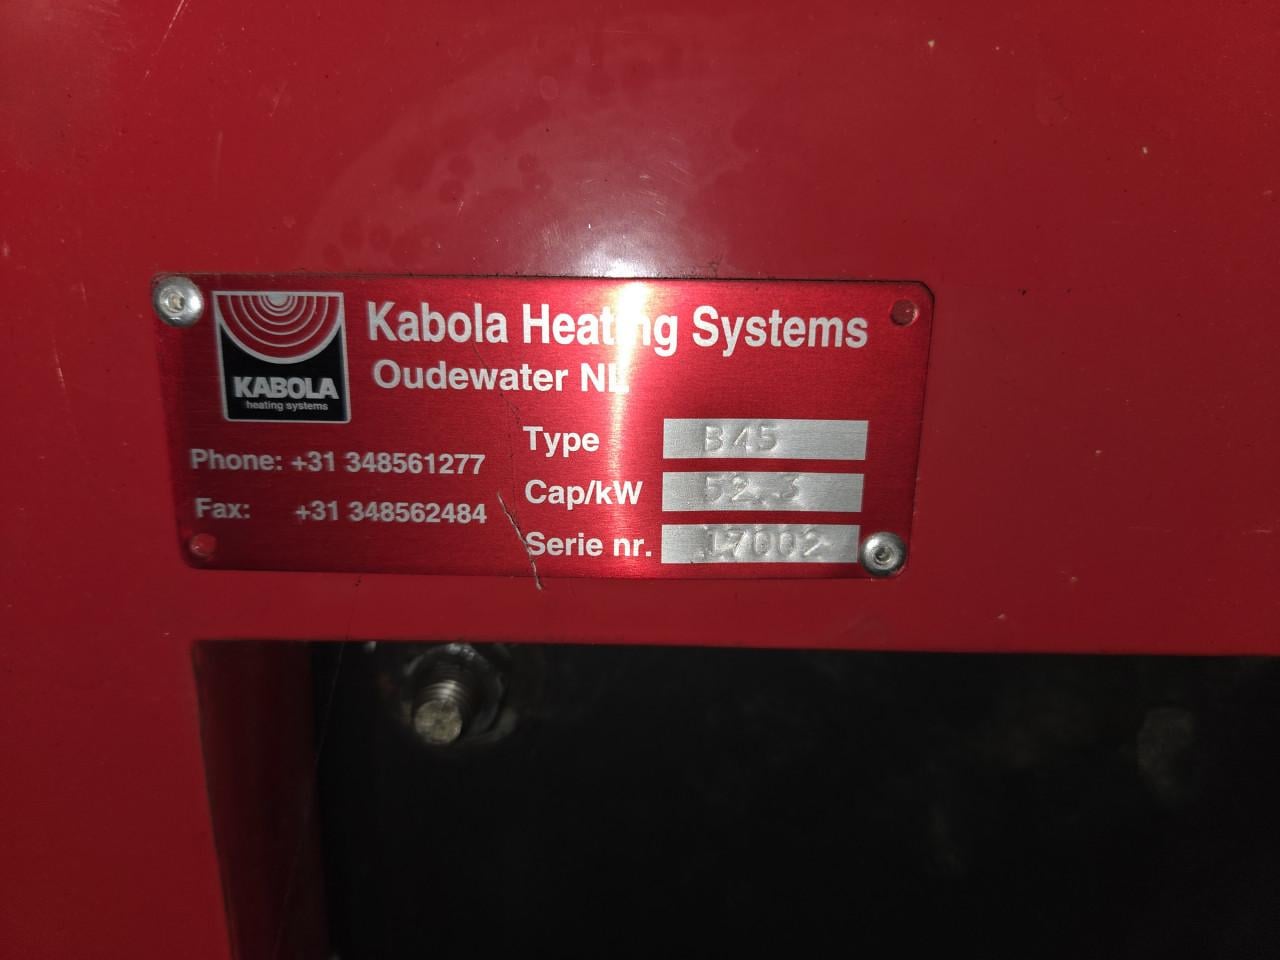 Kabola Heating Systems
Oudewater NL
KABOLA
heating systems
Type B45
Phone: +31 348561277
Cap/kW 52.3
Fax: +31 348562484
Serie nr. 17002